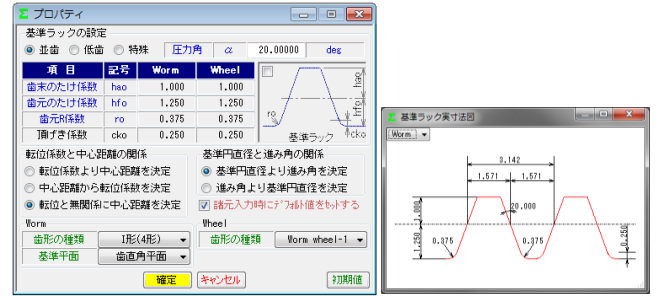 プロパティ
基準ラックの設定
並歯 低歯 特殊 圧力角 α 20.00000 deg
項 目 記号 Worm Wheel
歯末のたけ係数 hao 1.000 1.000
歯元のたけ係数 hfo 1.250 1.250
歯元R係数 ro 0.375 0.375
頂げき係数 cko 0.250 0.250
hao
hfo
ro
cko
基準ラック
転位係数と中心距離の関係
転位係数より中心距離を決定
中心距離から転位係数を決定
転位と無関係に中心距離を決定
基準円直径と進み角の関係
基準円直径より進み角を決定
進み角より基準円直径を決定
諸元入力時にデフォルト値をセットする
Worm
歯形の種類 I形(4形)
基準平面 歯直角平面
Wheel
歯形の種類 Worm wheel-1
確定 キャンセル 初期値
基準ラック実寸法図
Worm
3.142
1.571 1.571
20.000
1.000
1.250
0.375 0.375
0.250